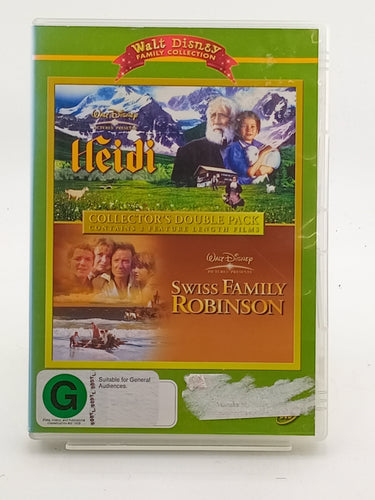 Walt Disney
FAMILY COLLECTION
WALT DISNEY
PICTURES PRESENTS
Heidi
COLLECTOR'S DOUBLE PACK
CONTAINS 2 FEATURE LENGTH FILMS
WALT DISNEY
PICTURES PRESENTS
SWISS FAMILY
ROBINSON
G
Suitable for General
Audiences.